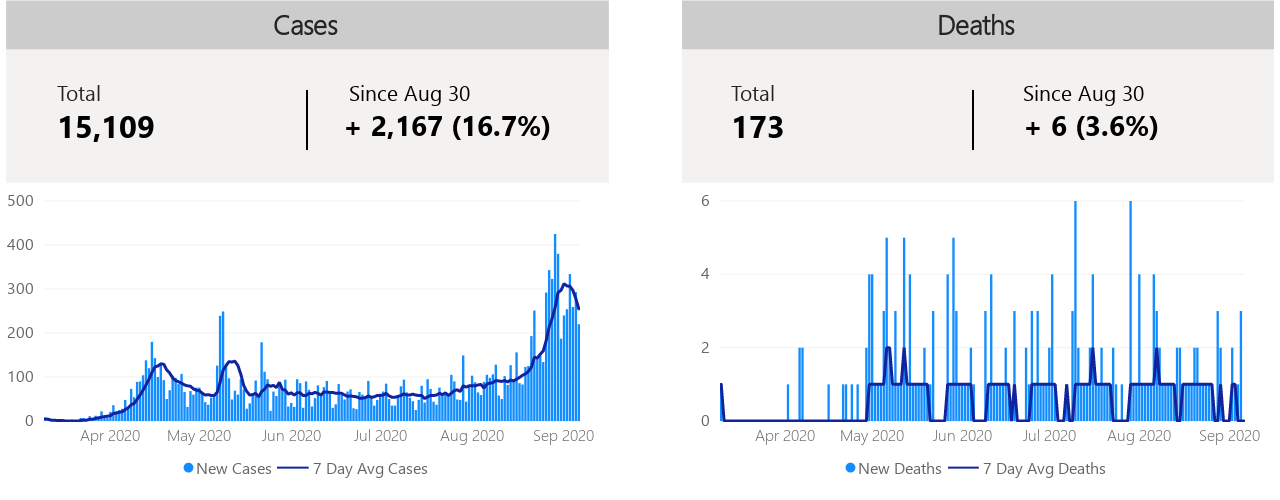 Cases
Total
Since Aug 30
15,109
+ 2,167 (16.7%)
500
400
300
200
100
0
Apr 2020 May 2020 Jun 2020 Jul 2020 Aug 2020 Sep 2020
New Cases 7 Day Avg Cases
Deaths
Total
Since Aug 30
173
+ 6 (3.6%)
6
4
2
0
Apr 2020 May 2020 Jun 2020 Jul 2020 Aug 2020 Sep 2020
New Deaths 7 Day Avg Deaths